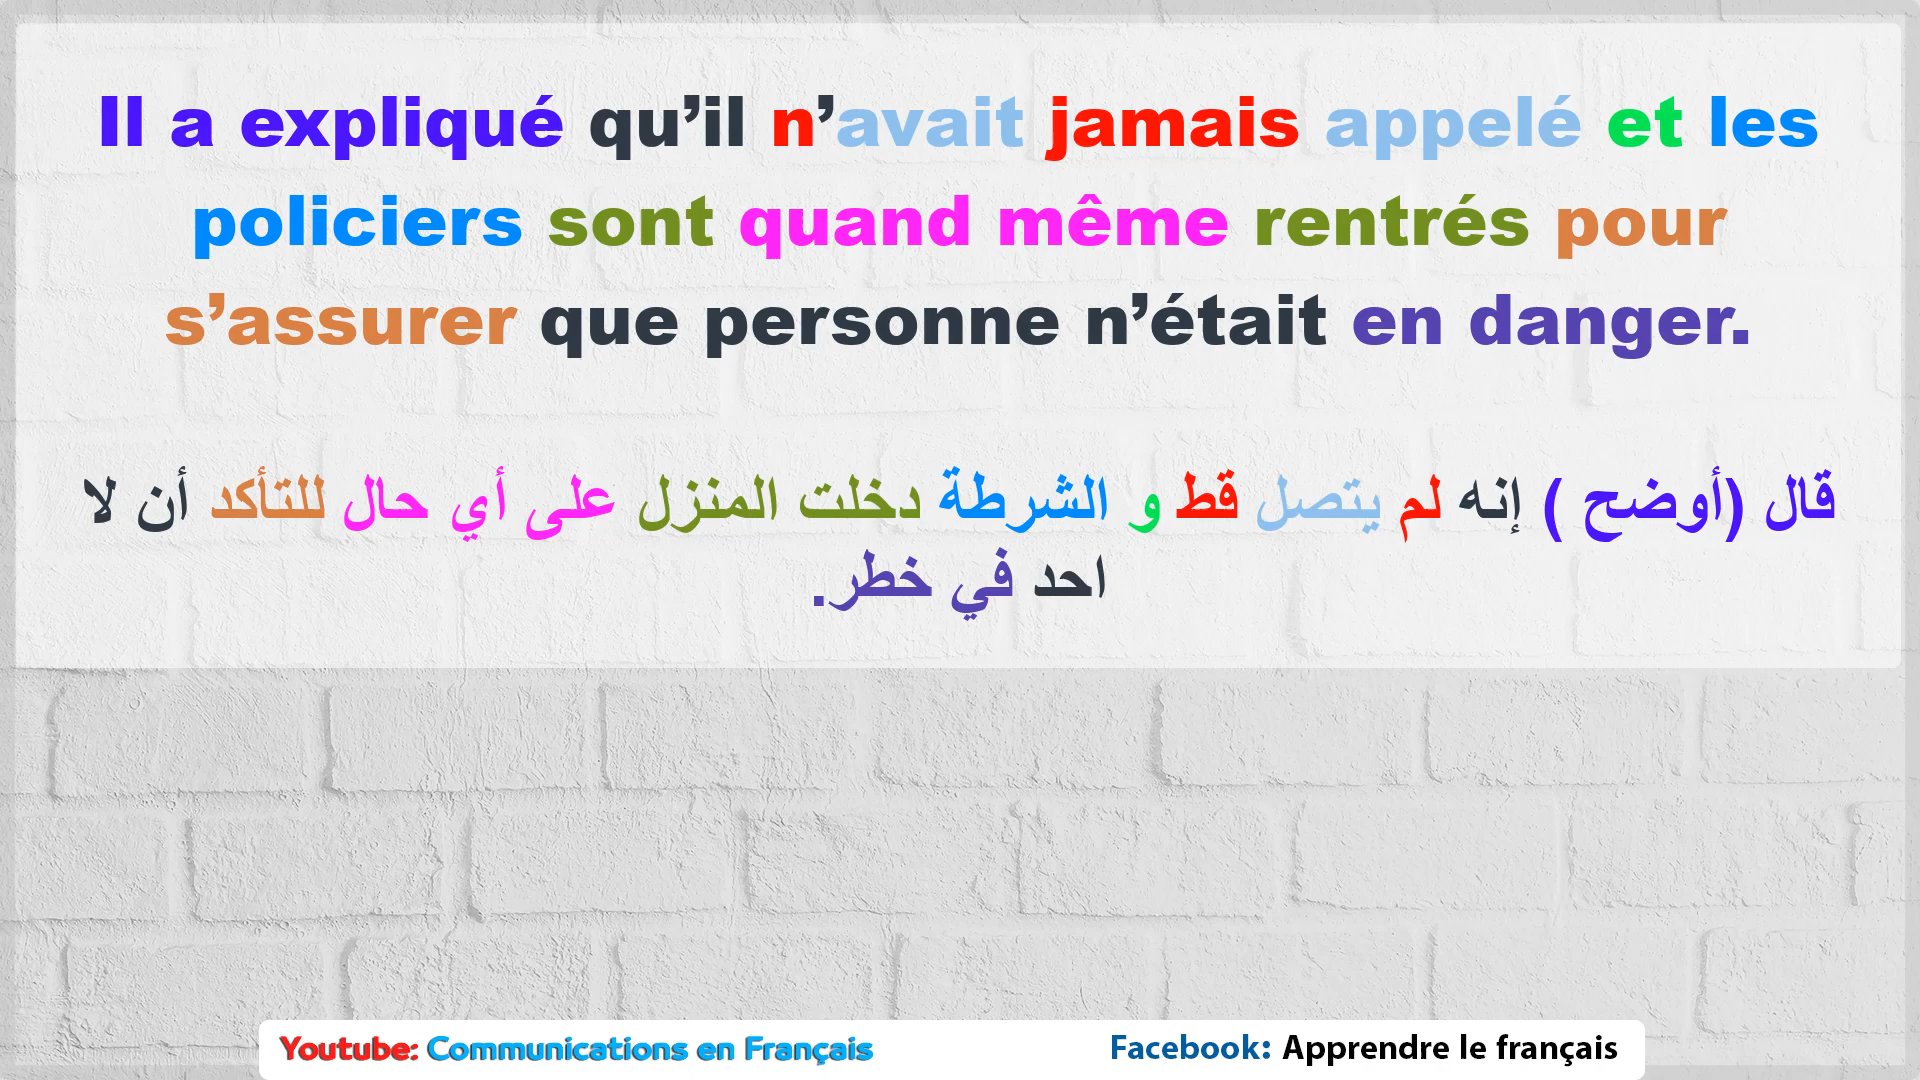 Il a expliqué qu’il n’avait jamais appelé et les
policiers sont quand même rentrés pour
s’assurer que personne n’était en danger.
قال (أوضح ) إنه لم يتصل قط و الشرطة دخلت المنزل على أي حال للتأكد أن لا
احد في خطر.
Youtube: Communications en Français
Facebook: Apprendre le français